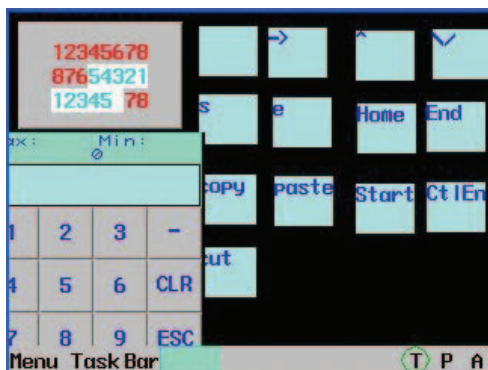 12345678
87654321
12345 78
->
^
s
e
Home
End
ax: Min:
0
copy
paste
Start
CtlEn
1 2 3 -
cut
4 5 6 CLR
7 8 9 ESC
Menu Task Bar
T P A